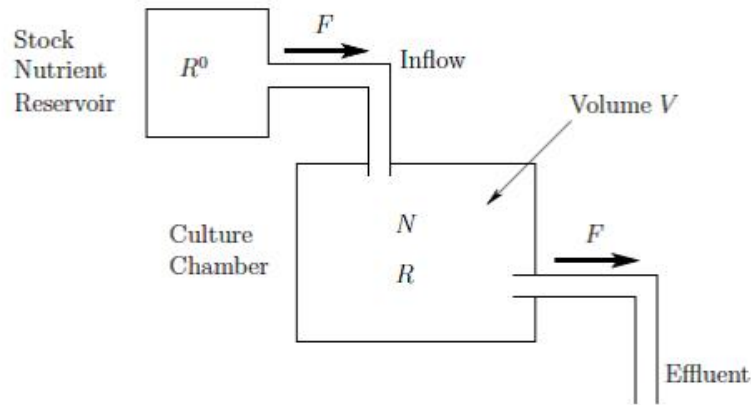 Stock
Nutrient
Reservoir
R⁰
F
Inflow
Volume V
Culture
Chamber
N
R
F
Effluent